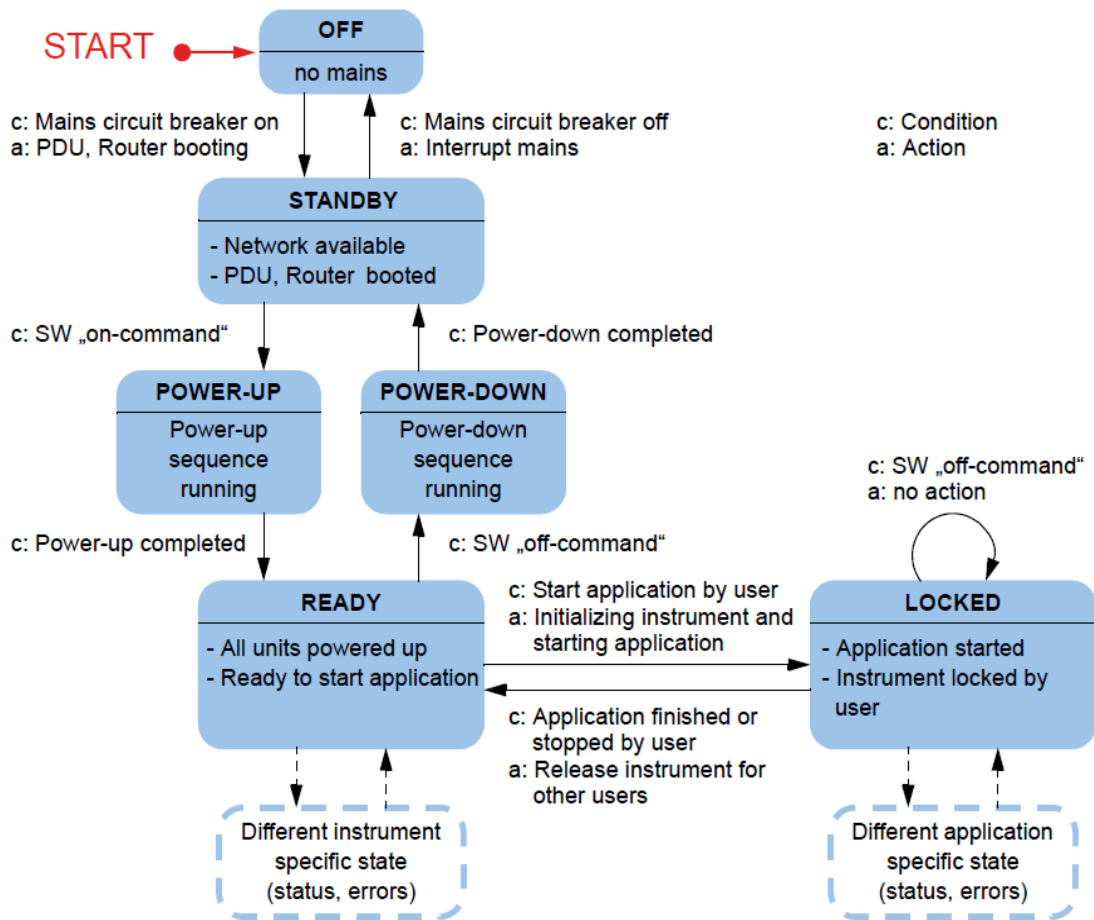 START
OFF
no mains
c: Mains circuit breaker on
a: PDU, Router booting
c: Mains circuit breaker off
a: Interrupt mains
c: Condition
a: Action
STANDBY
- Network available
- PDU, Router booted
c: SW „on-command“
c: Power-down completed
POWER-UP
Power-up
sequence
running
POWER-DOWN
Power-down
sequence
running
c: SW „off-command“
a: no action
c: Power-up completed
c: SW „off-command“
READY
- All units powered up
- Ready to start application
c: Start application by user
a: Initializing instrument and
starting application
LOCKED
- Application started
- Instrument locked by
user
c: Application finished or
stopped by user
a: Release instrument for
other users
Different instrument
specific state
(status, errors)
Different application
specific state
(status, errors)